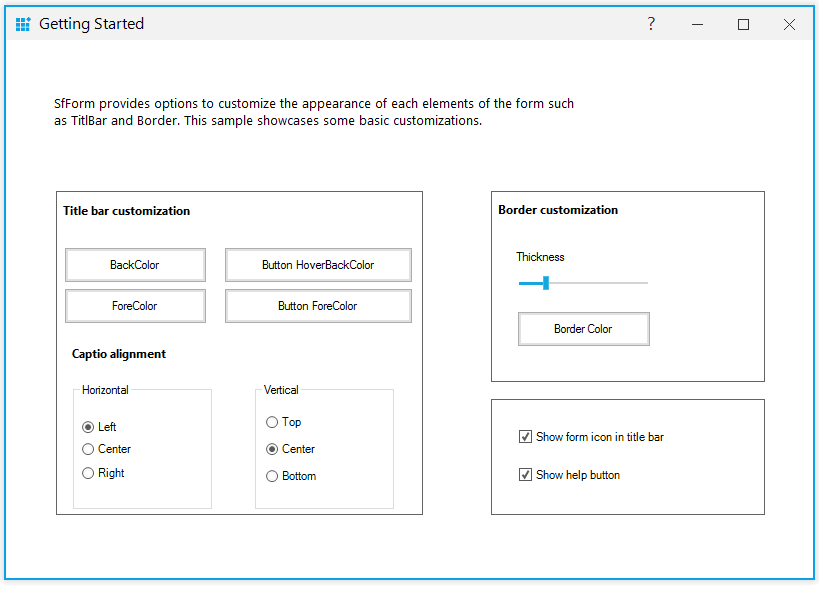 Getting Started
?
SfForm provides options to customize the appearance of each elements of the form such
as TitlBar and Border. This sample showcases some basic customizations.
Title bar customization
BackColor
Button HoverBackColor
ForeColor
Button ForeColor
Captio alignment
Horizontal
Left
Center
Right
Vertical
Top
Center
Bottom
Border customization
Thickness
Border Color
Show form icon in title bar
Show help button